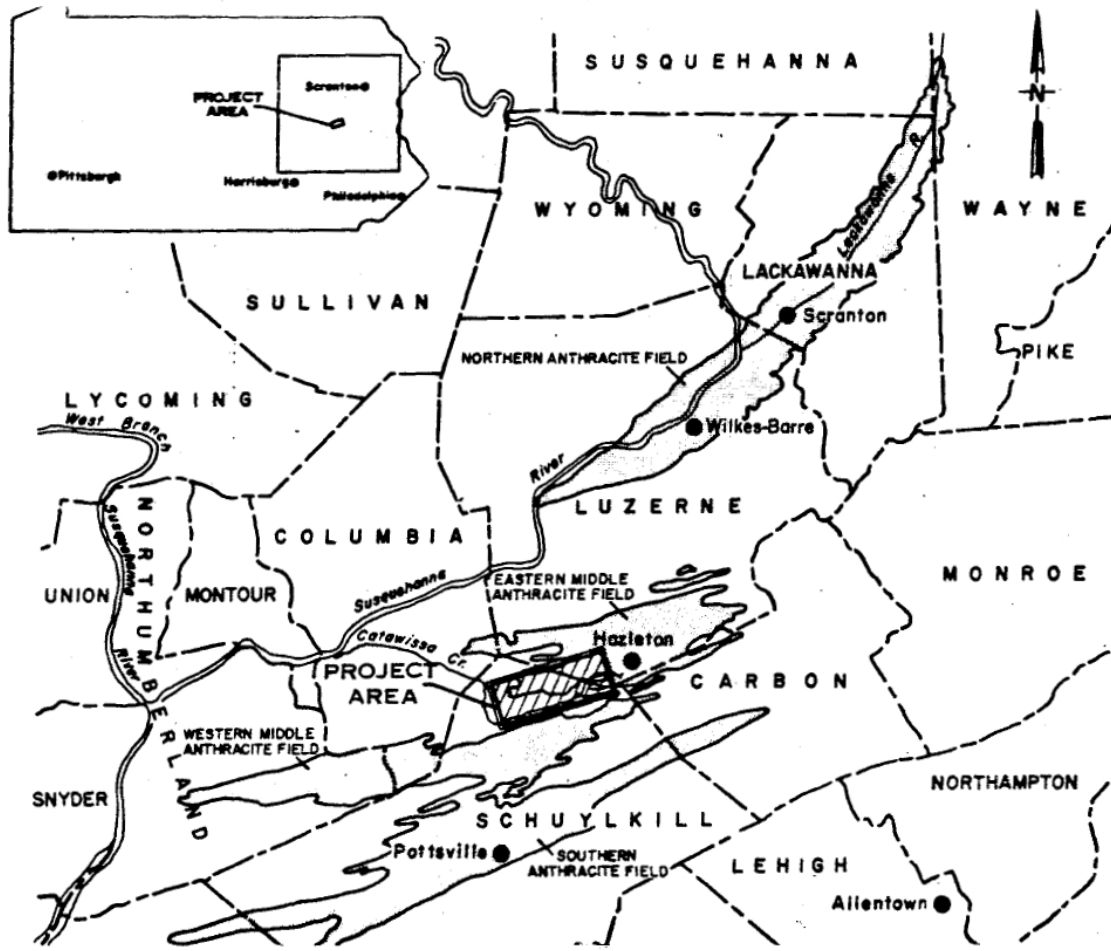 SUSQUEHANNA
Scranton
PROJECT
AREA
N
Pittsburgh
Harrisburg
Philadelphia
WYOMING
WAYNE
Lackawanna R.
LACKAWANNA
SULLIVAN
Scranton
NORTHERN ANTHRACITE FIELD
PIKE
LYCOMING
West Branch
Wilkes-Barre
River
LUZERNE
NORTHUMBERLAND
COLUMBIA
Susquehanna
UNION
MONTOUR
Susquehanna
EASTERN MIDDLE
ANTHRACITE FIELD
MONROE
Catawissa Cr.
Hazleton
River
PROJECT
AREA
CARBON
WESTERN MIDDLE
ANTHRACITE FIELD
SNYDER
NORTHAMPTON
SCHUYLKILL
Pottsville
SOUTHERN
ANTHRACITE FIELD
LEHIGH
Allentown